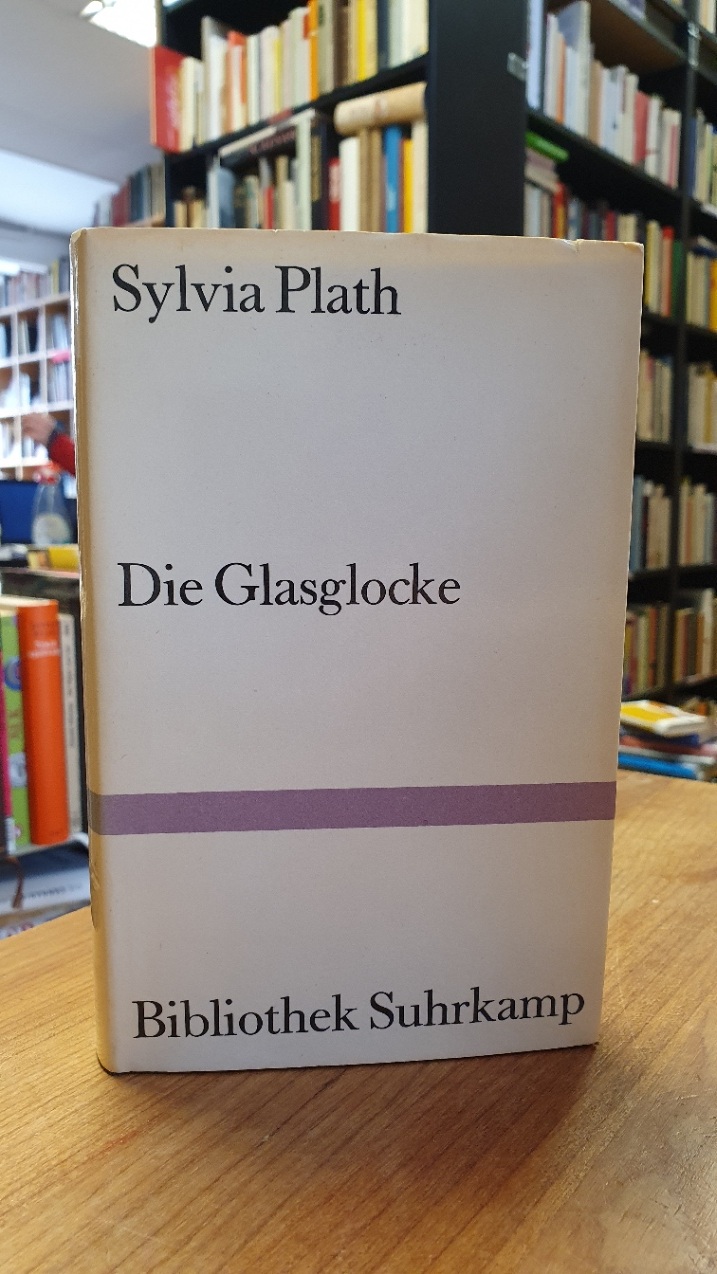 Sylvia Plath
Die Glasglocke
Bibliothek Suhrkamp